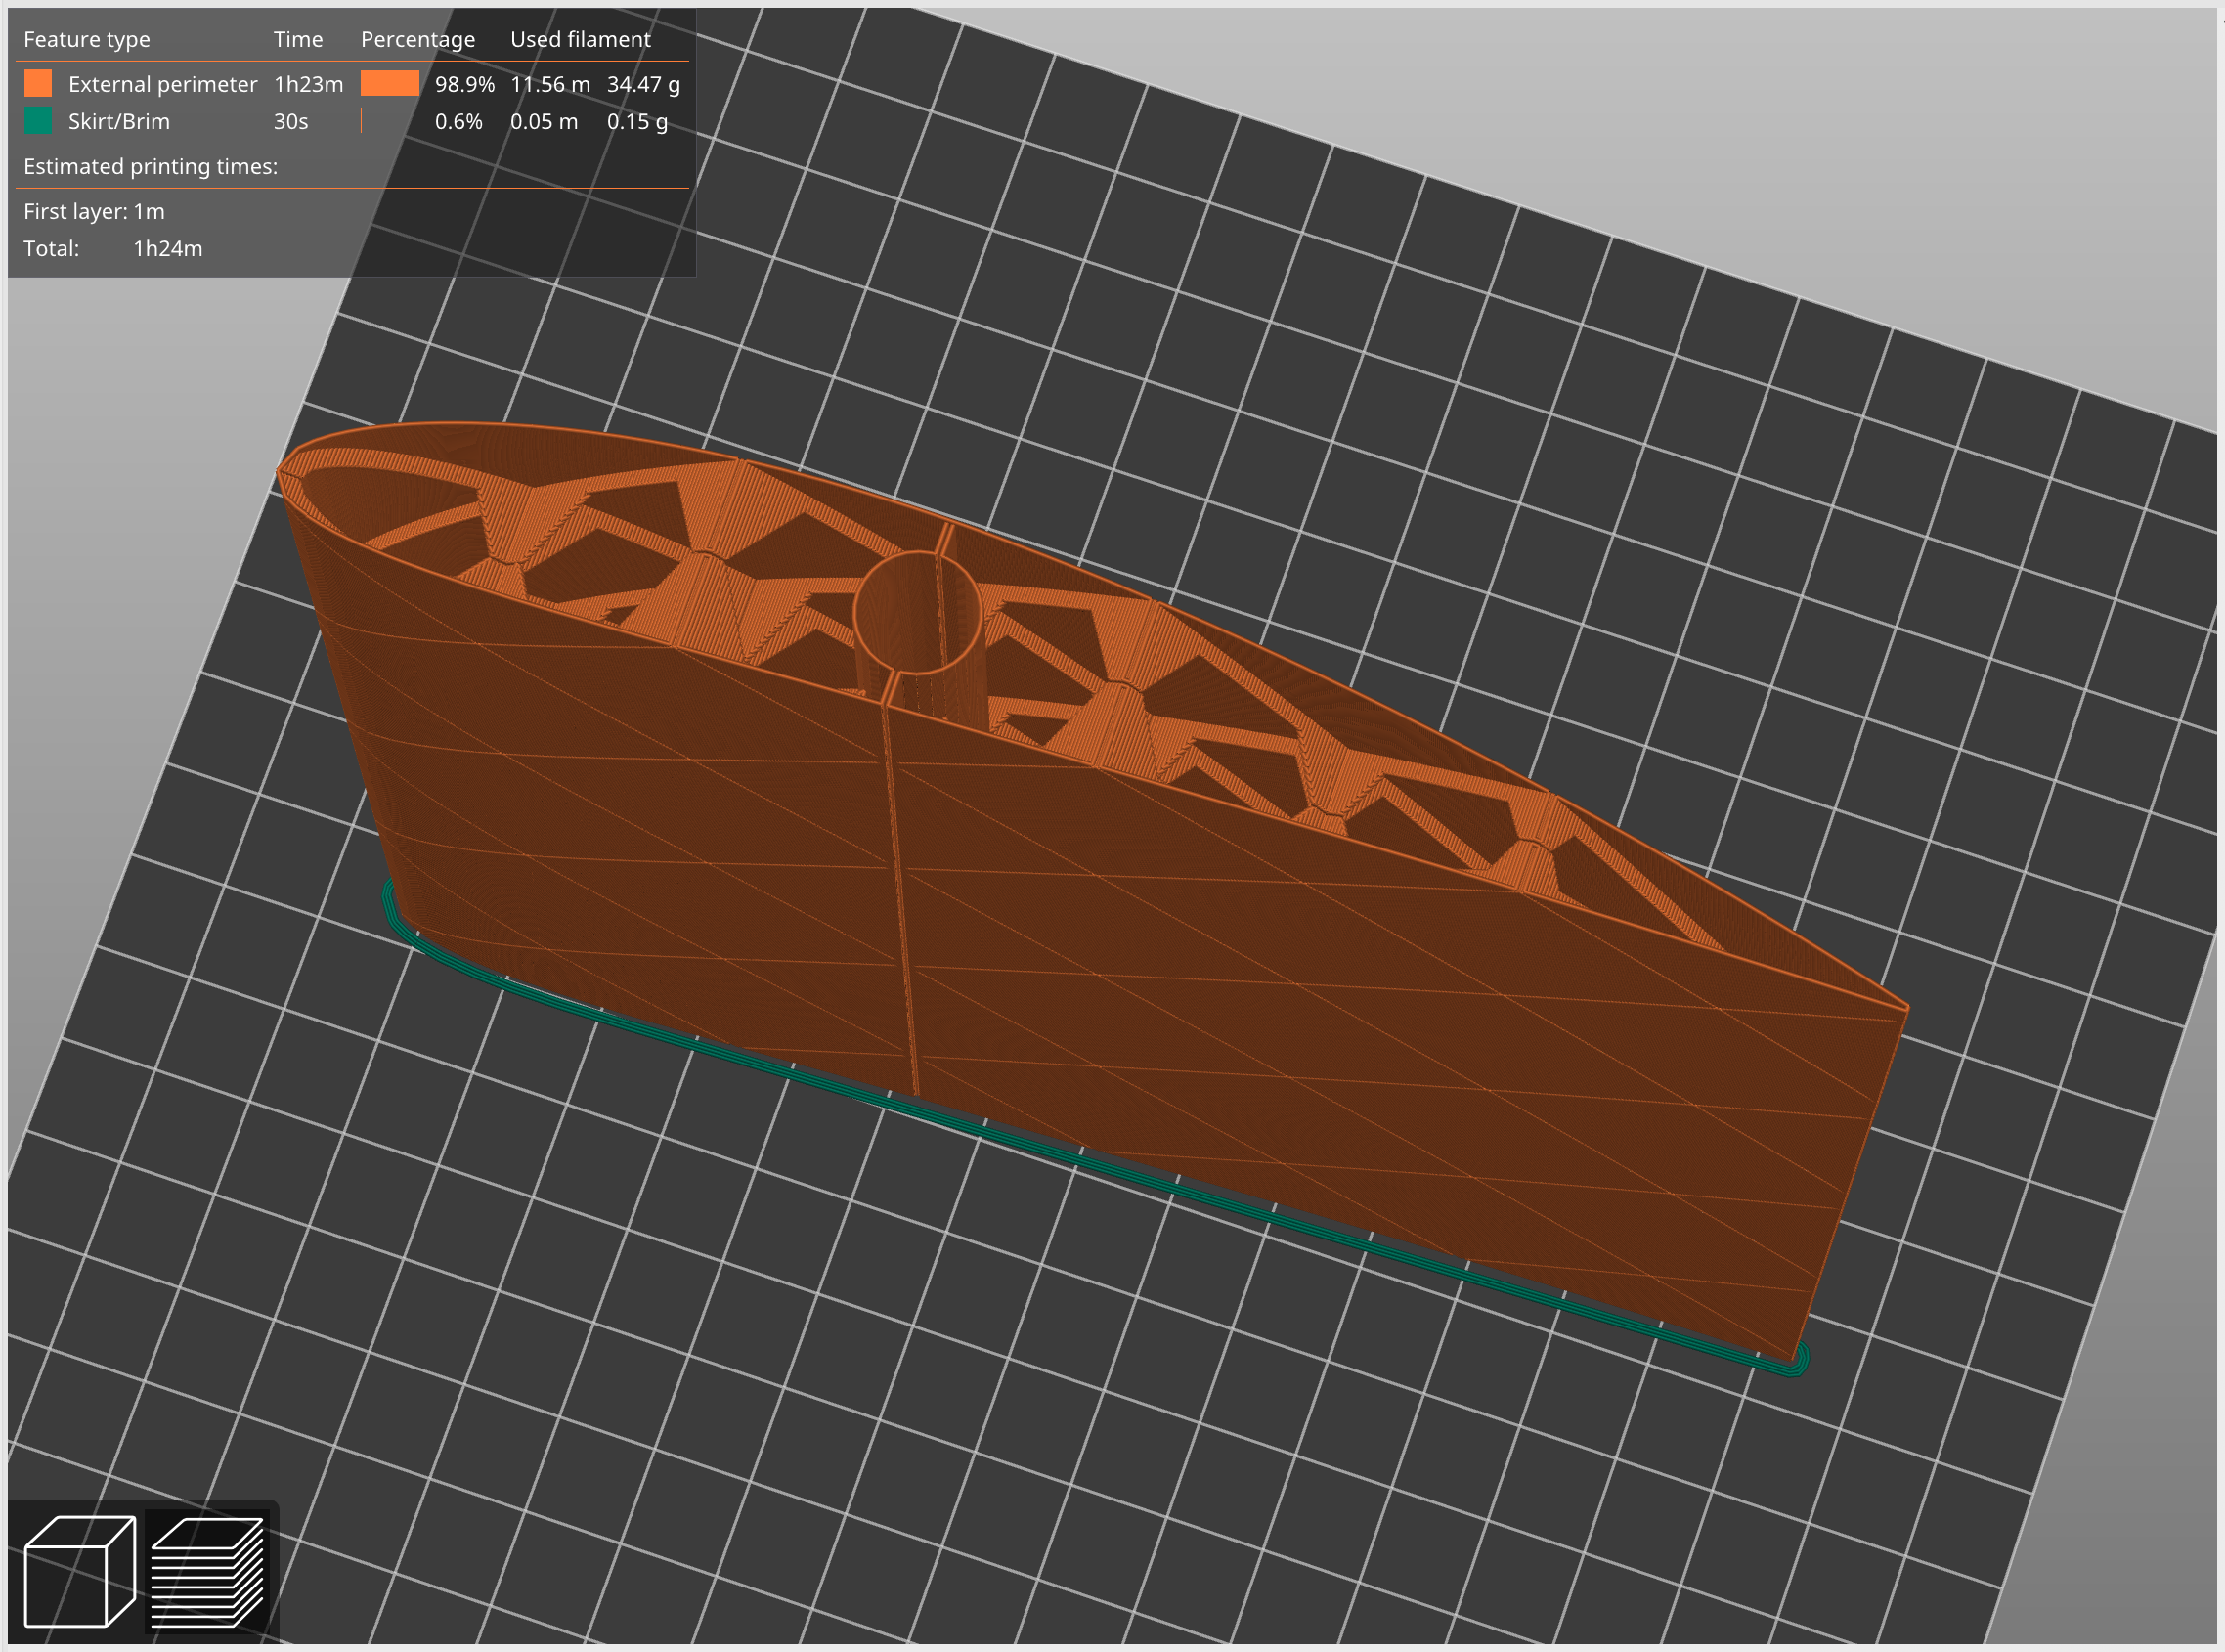 Feature type Time Percentage Used filament
External perimeter 1h23m 98.9% 11.56 m 34.47 g
Skirt/Brim 30s 0.6% 0.05 m 0.15 g
Estimated printing times:
First layer: 1m
Total: 1h24m